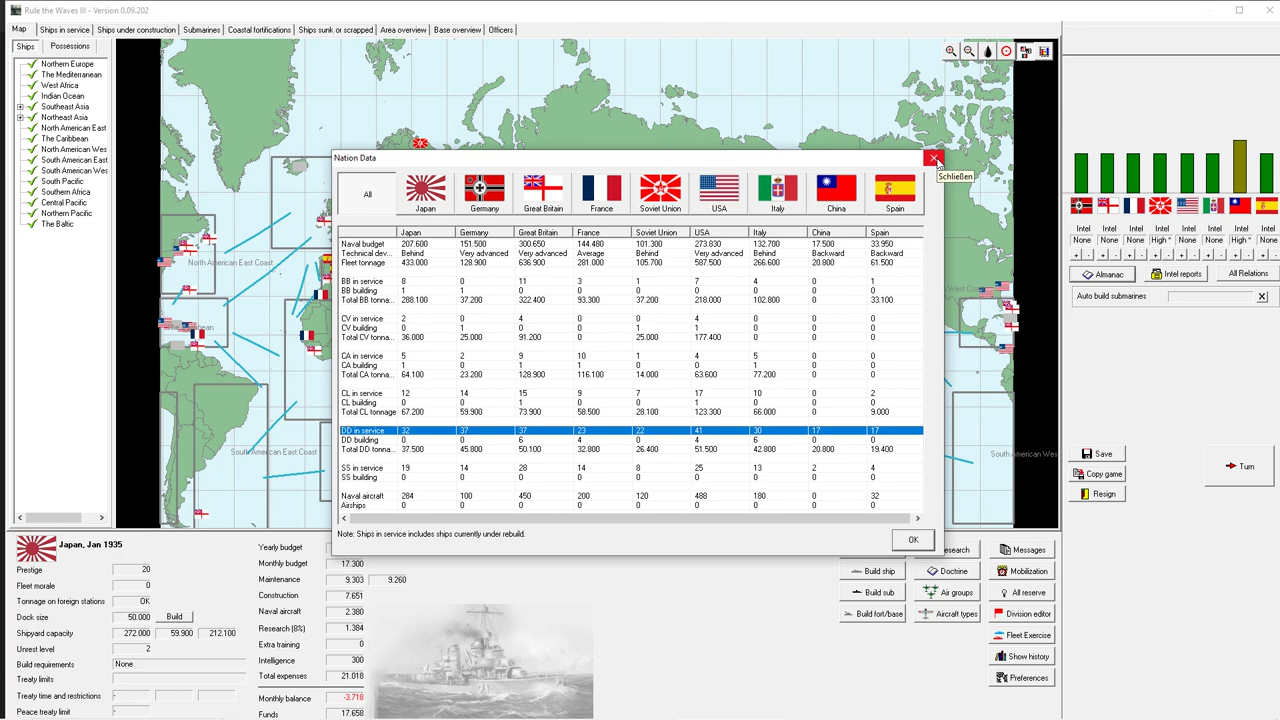 Rule the Waves III - Version 0.09.202
Map Ships in service Ships under construction Submarines Coastal fortifications Ships sunk or scrapped Area overview Base overview Officers
Ships Possessions
Northern Europe
The Mediterranean
West Africa
Indian Ocean
Southeast Asia
Northeast Asia
North American East
The Caribbean
North American Wes
South American East
South American Wes
South Pacific
Southern Africa
Central Pacific
Northern Pacific
The Baltic
North American East Coast
South American East Coast
South American Wes
Nation Data
Schließen
All Japan Germany Great Britain France Soviet Union USA Italy China Spain
Japan Germany Great Britain France Soviet Union USA Italy China Spain
Naval budget 207.600 151.500 300.650 144.480 101.300 273.830 132.700 17.500 33.950
Technical dev... Behind Very advanced Very advanced Average Behind Very advanced Behind Backward Backward
Fleet tonnage 433.000 128.900 636.900 281.000 105.700 587.500 266.600 20.800 61.500
BB in service 8 0 11 3 1 7 4 0 1
BB building 0 1 0 1 0 0 1 0 0
Total BB tonna... 288.100 37.200 322.400 93.300 37.200 218.000 102.800 0 33.100
CV in service 2 0 4 0 0 4 0 0 0
CV building 0 1 0 0 1 0 0 0 0
Total CV tonna... 36.000 25.000 91.200 0 25.000 177.400 0 0 0
CA in service 5 2 9 10 1 4 5 0 0
CA building 0 0 1 1 0 0 1 0 0
Total CA tonna... 64.100 23.200 128.900 116.100 14.000 63.600 77.200 0 0
CL in service 12 14 15 9 7 17 10 0 2
CL building 0 0 1 0 0 0 0 0 0
Total CL tonnage 67.200 59.900 73.900 58.500 28.100 123.300 66.000 0 9.000
DD in service 32 37 37 23 22 41 30 17 17
DD building 0 0 6 4 0 4 6 0 0
Total DD tonna... 37.500 45.800 50.100 32.800 26.400 51.500 42.800 20.800 19.400
SS in service 19 14 28 14 8 25 13 2 4
SS building 0 0 0 0 0 0 0 0 0
Naval aircraft 284 100 450 200 120 488 180 0 32
Airships 0 0 0 0 0 0 0 0 0
Note: Ships in service includes ships currently under rebuild.
OK
Intel Intel Intel Intel Intel Intel Intel Intel
None None None High * None None High * None
Almanac Intel reports All Relations
Auto build submarines X
Save
Copy game
Resign
Turn
Japan, Jan 1935
Prestige 20
Fleet morale 0
Tonnage on foreign stations OK
Dock size 50.000 Build
Shipyard capacity 272.000 59.900 212.100
Unrest level 2
Build requirements None
Treaty limits
Treaty time and restrictions -
Peace treaty limit -
Yearly budget
Monthly budget 17.300
Maintenance 9.303 9.260
Construction 7.651
Naval aircraft 2.380
Research (8%) 1.384
Extra training 0
Intelligence 300
Total expenses 21.018
Monthly balance -3.718
Funds 17.658
esearch Messages
Build ship Doctrine Mobilization
Build sub Air groups All reserve
Build fort/base Aircraft types Division editor
Fleet Exercise
Show history
Preferences